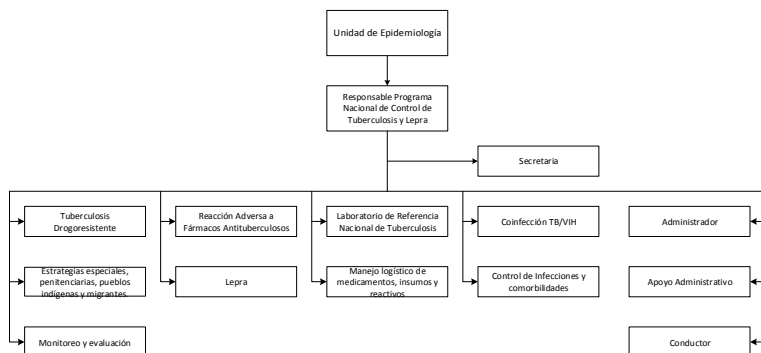 Unidad de Epidemiología
Responsable Programa
Nacional de Control de
Tuberculosis y Lepra
Secretaria
Tuberculosis
Drogoresistente
Reacción Adversa a
Fármacos Antituberculosos
Laboratorio de Referencia
Nacional de Tuberculosis
Coinfección TB/VIH
Administrador
Estrategias especiales,
penitenciarias, pueblos
indígenas y migrantes.
Lepra
Manejo logístico de
medicamentos, insumos y
reactivos
Control de Infecciones y
comorbilidades
Apoyo Administrativo
Monitoreo y evaluación
Conductor